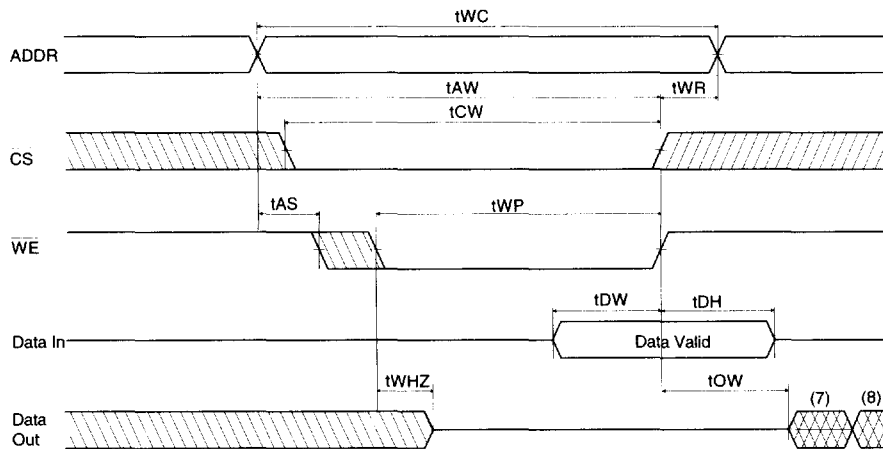 tWC
ADDR
tAW tWR
tCW
CS
tAS tWP
WE
tDW tDH
Data In Data Valid
tWHZ tOW
(7) (8)
Data
Out